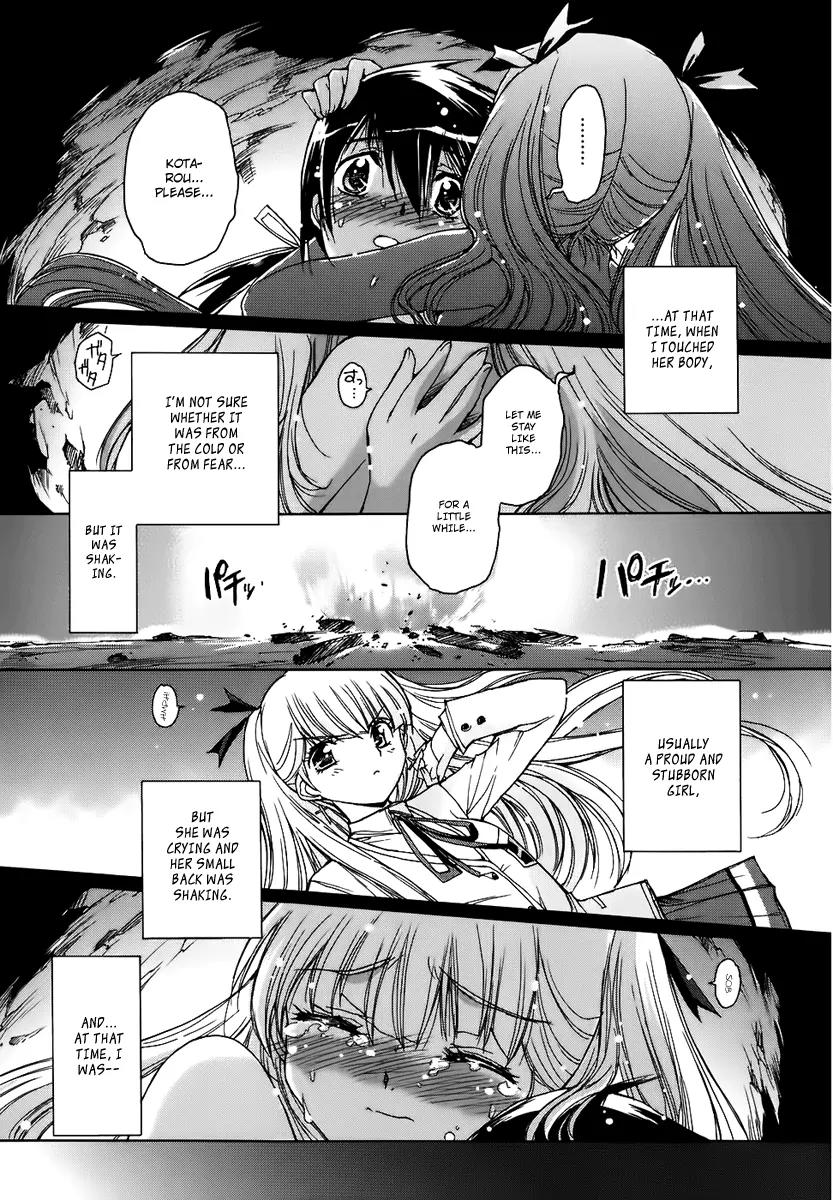 ..........
KOTA-
ROU...
PLEASE...
...AT THAT
TIME, WHEN
I TOUCHED
HER BODY,
ガタ
ガタ
I'M NOT SURE
WHETHER IT
WAS FROM
THE COLD OR
FROM FEAR...
すっ…
LET ME
STAY
LIKE
THIS...
FOR A
LITTLE
WHILE...
BUT IT
WAS
SHAK-
ING.
パチッ・
パチッ・・・
HMPH!
USUALLY
A PROUD AND
STUBBORN
GIRL,
BUT
SHE WAS
CRYING AND
HER SMALL
BACK WAS
SHAKING.
SOB
AND...
AT THAT
TIME, I
WAS--